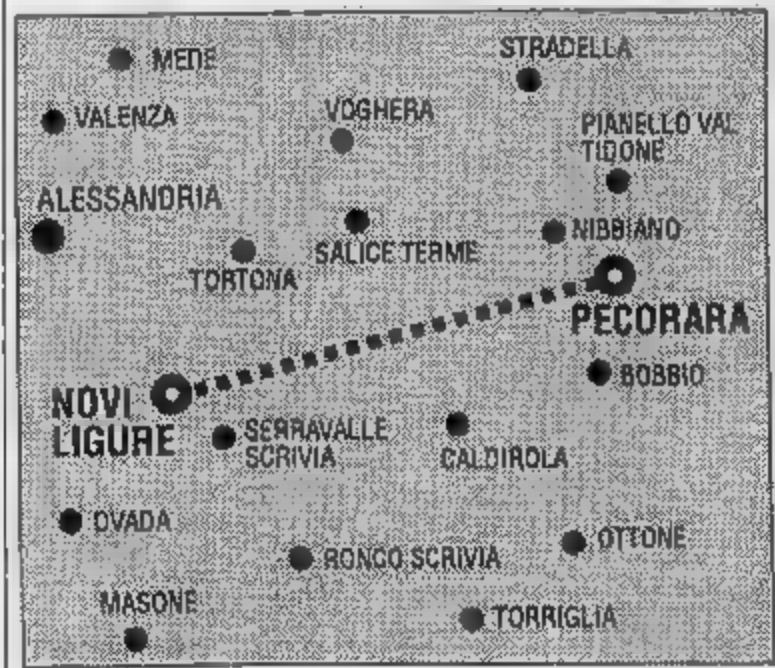 MEDE
STRADELLA
VALENZA
VOGHERA
PIANELLO VAL
TIDONE
ALESSANDRIA
NIBBIANO
SALICE TERME
TORTONA
PECORARA
BOBBIO
NOVI
LIGURE
SERRAVALLE
SCRIVIA
CALDIROLA
OVADA
OTTONE
RONCO SCRIVIA
MASONE
TORRIGLIA